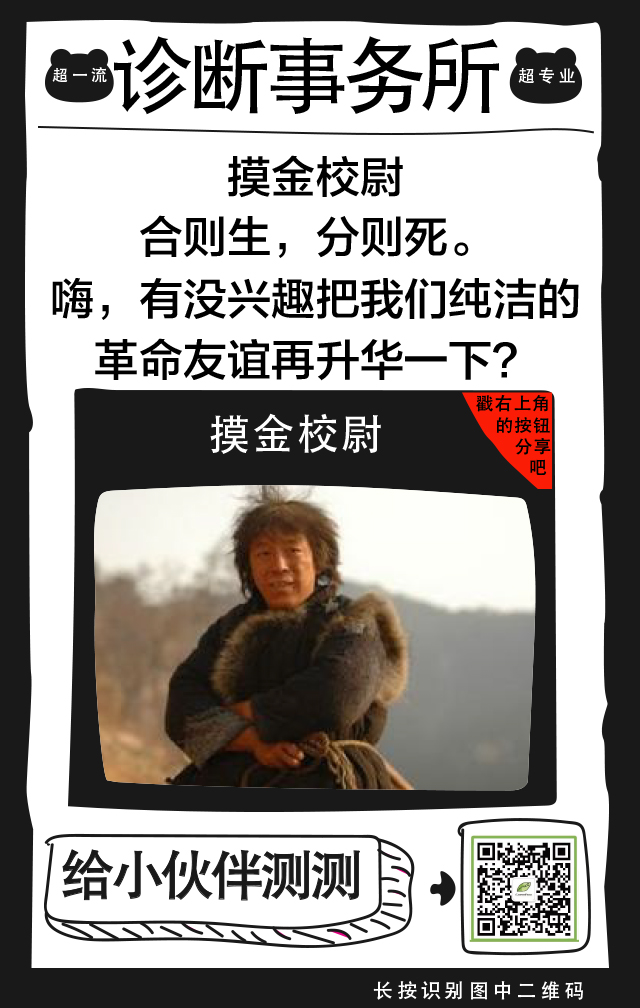 超一流
诊断事务所
超专业
摸金校尉
合则生，分则死。
嗨，有没兴趣把我们纯洁的
革命友谊再升华一下？
摸金校尉
戳右上角
的按钮
分享
吧
给小伙伴测测
长按识别图中二维码